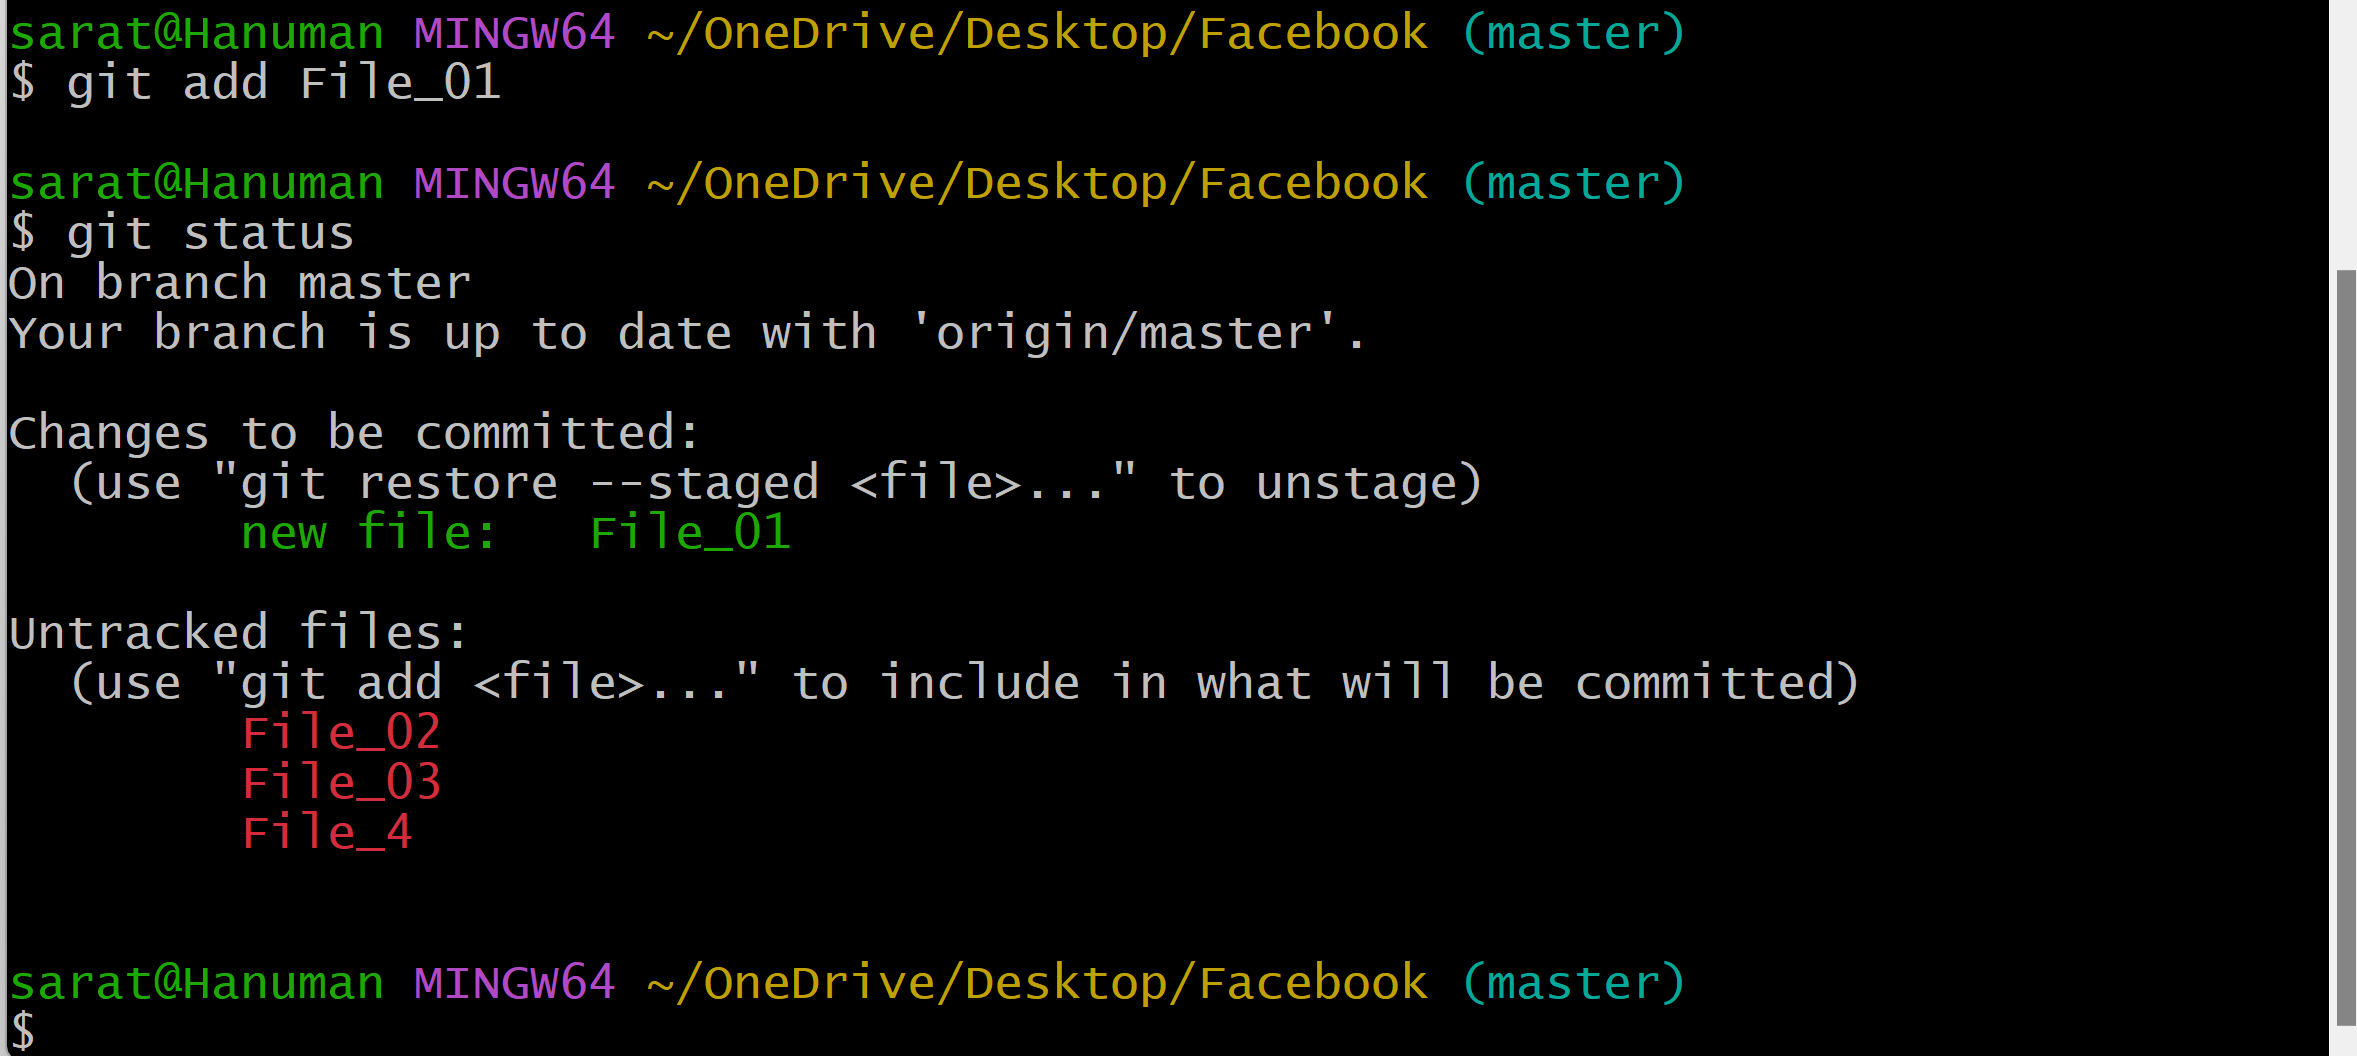 sarat@Hanuman MINGW64 ~/OneDrive/Desktop/Facebook (master)
$ git add File_01
sarat@Hanuman MINGW64 ~/OneDrive/Desktop/Facebook (master)
$ git status
On branch master
Your branch is up to date with 'origin/master'.
Changes to be committed:
  (use "git restore --staged <file>..." to unstage)
        new file:   File_01
Untracked files:
  (use "git add <file>..." to include in what will be committed)
        File_02
        File_03
        File_4
sarat@Hanuman MINGW64 ~/OneDrive/Desktop/Facebook (master)
$